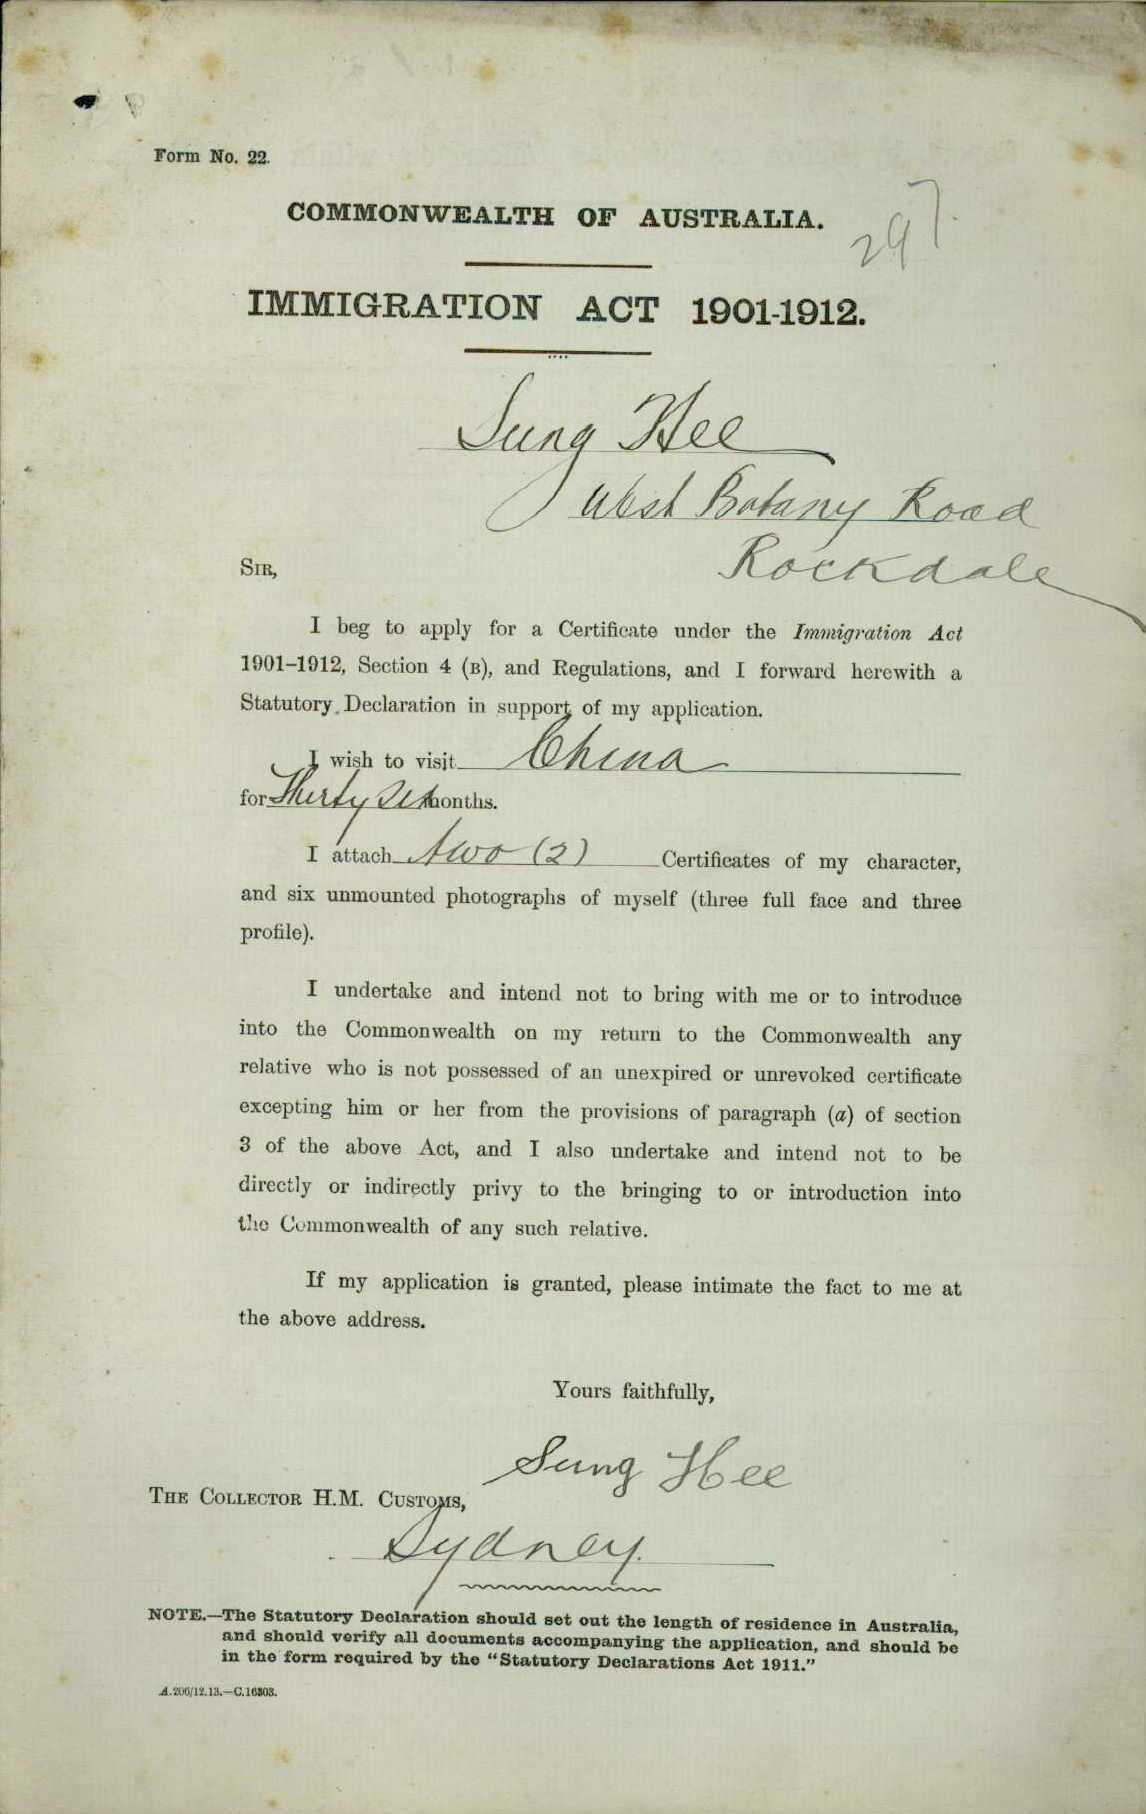 Form No. 22.
COMMONWEALTH OF AUSTRALIA.
297
IMMIGRATION ACT 1901-1912.
Sung Hee
West Botany Road
Rockdale
SIR,
I beg to apply for a Certificate under the Immigration Act
1901-1912, Section 4 (B), and Regulations, and I forward herewith a
Statutory Declaration in support of my application.
I wish to visit China
for Thirty six months.
I attach two (2) Certificates of my character,
and six unmounted photographs of myself (three full face and three
profile).
I undertake and intend not to bring with me or to introduce
into the Commonwealth on my return to the Commonwealth any
relative who is not possessed of an unexpired or unrevoked certificate
excepting him or her from the provisions of paragraph (a) of section
3 of the above Act, and I also undertake and intend not to be
directly or indirectly privy to the bringing to or introduction into
the Commonwealth of any such relative.
If my application is granted, please intimate the fact to me at
the above address.
Yours faithfully,
Sung Hee
THE COLLECTOR H.M. CUSTOMS,
Sydney.
NOTE.—The Statutory Declaration should set out the length of residence in Australia,
and should verify all documents accompanying the application, and should be
in the form required by the "Statutory Declarations Act 1911."
A.206/12.13.—C.16303.